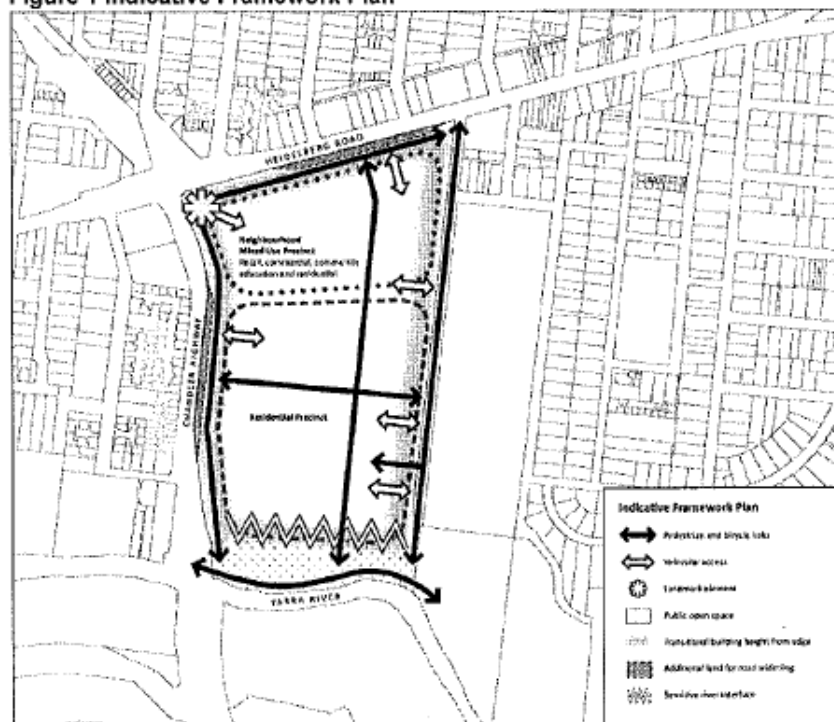 Figure 1 Indicative Framework Plan
HEIDELBERG ROAD
Neighbourhood
Mixed Use Precinct
Retail, commercial, community
education and residential
CHANDLER HIGHWAY
Residential Precinct
YARRA RIVER
Indicative Framework Plan
Pedestrian and bicycle links
Vehicular access
Landmark element
Public open space
Transitional building height from edge
Additional land for road widening
Sensitive river interface